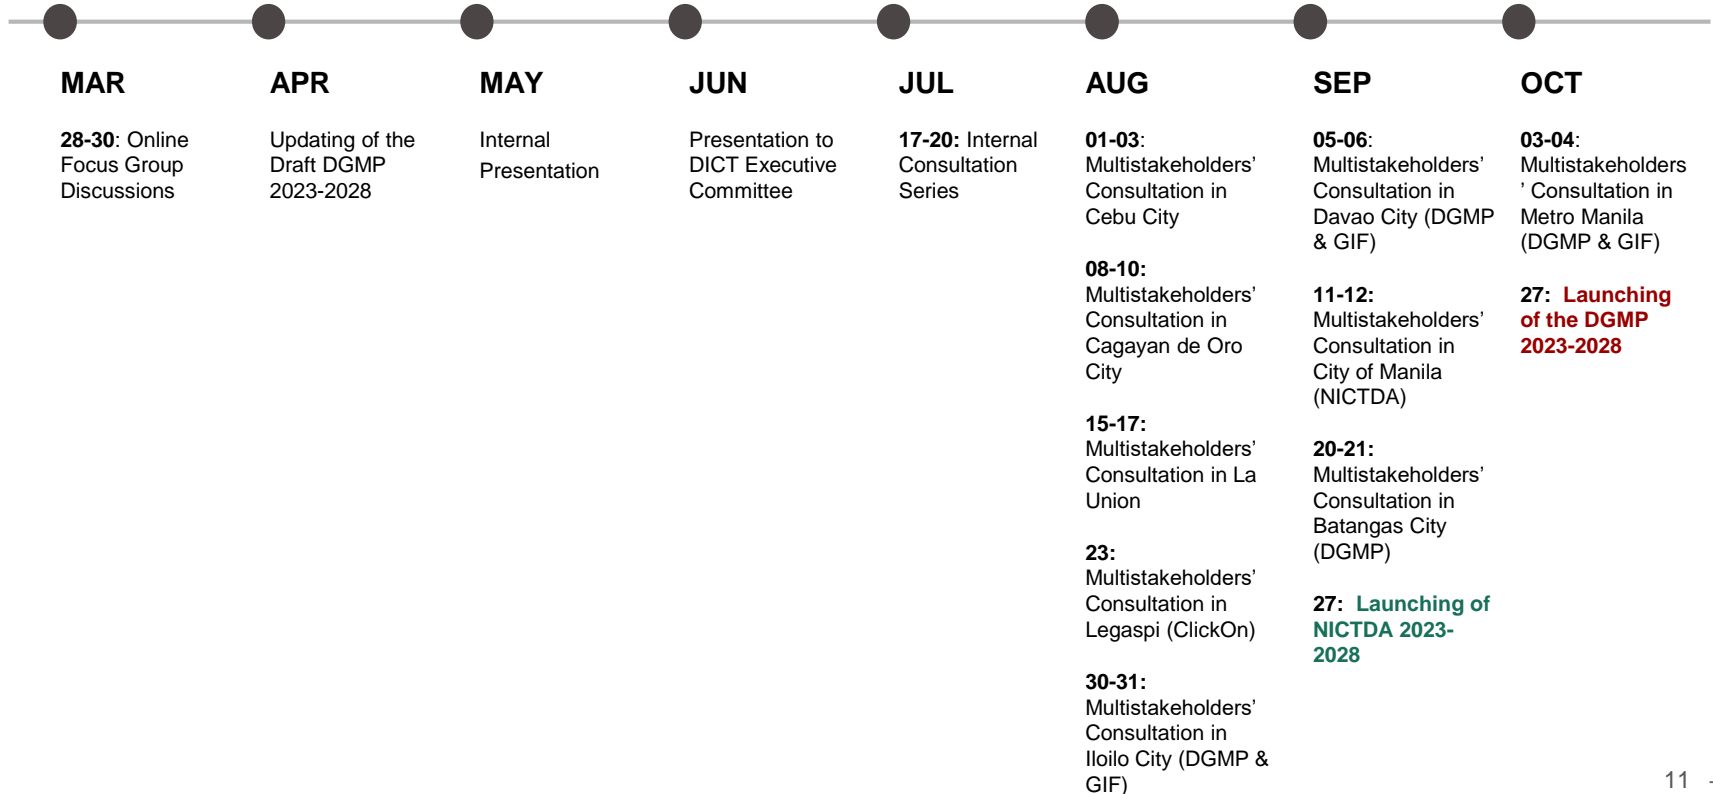 MAR
28-30: Online
Focus Group
Discussions
APR
Updating of the
Draft DGMP
2023-2028
MAY
Internal
Presentation
JUN
Presentation to
DICT Executive
Committee
JUL
17-20: Internal
Consultation
Series
AUG
01-03:
Multistakeholders’
Consultation in
Cebu City
08-10:
Multistakeholders’
Consultation in
Cagayan de Oro
City
15-17:
Multistakeholders’
Consultation in La
Union
23:
Multistakeholders’
Consultation in
Legaspi (ClickOn)
30-31:
Multistakeholders’
Consultation in
Iloilo City (DGMP &
GIF)
SEP
05-06:
Multistakeholders’
Consultation in
Davao City (DGMP
& GIF)
11-12:
Multistakeholders’
Consultation in
City of Manila
(NICTDA)
20-21:
Multistakeholders’
Consultation in
Batangas City
(DGMP)
27: Launching of
NICTDA 2023-
2028
OCT
03-04:
Multistakeholders
’ Consultation in
Metro Manila
(DGMP & GIF)
27: Launching
of the DGMP
2023-2028
11